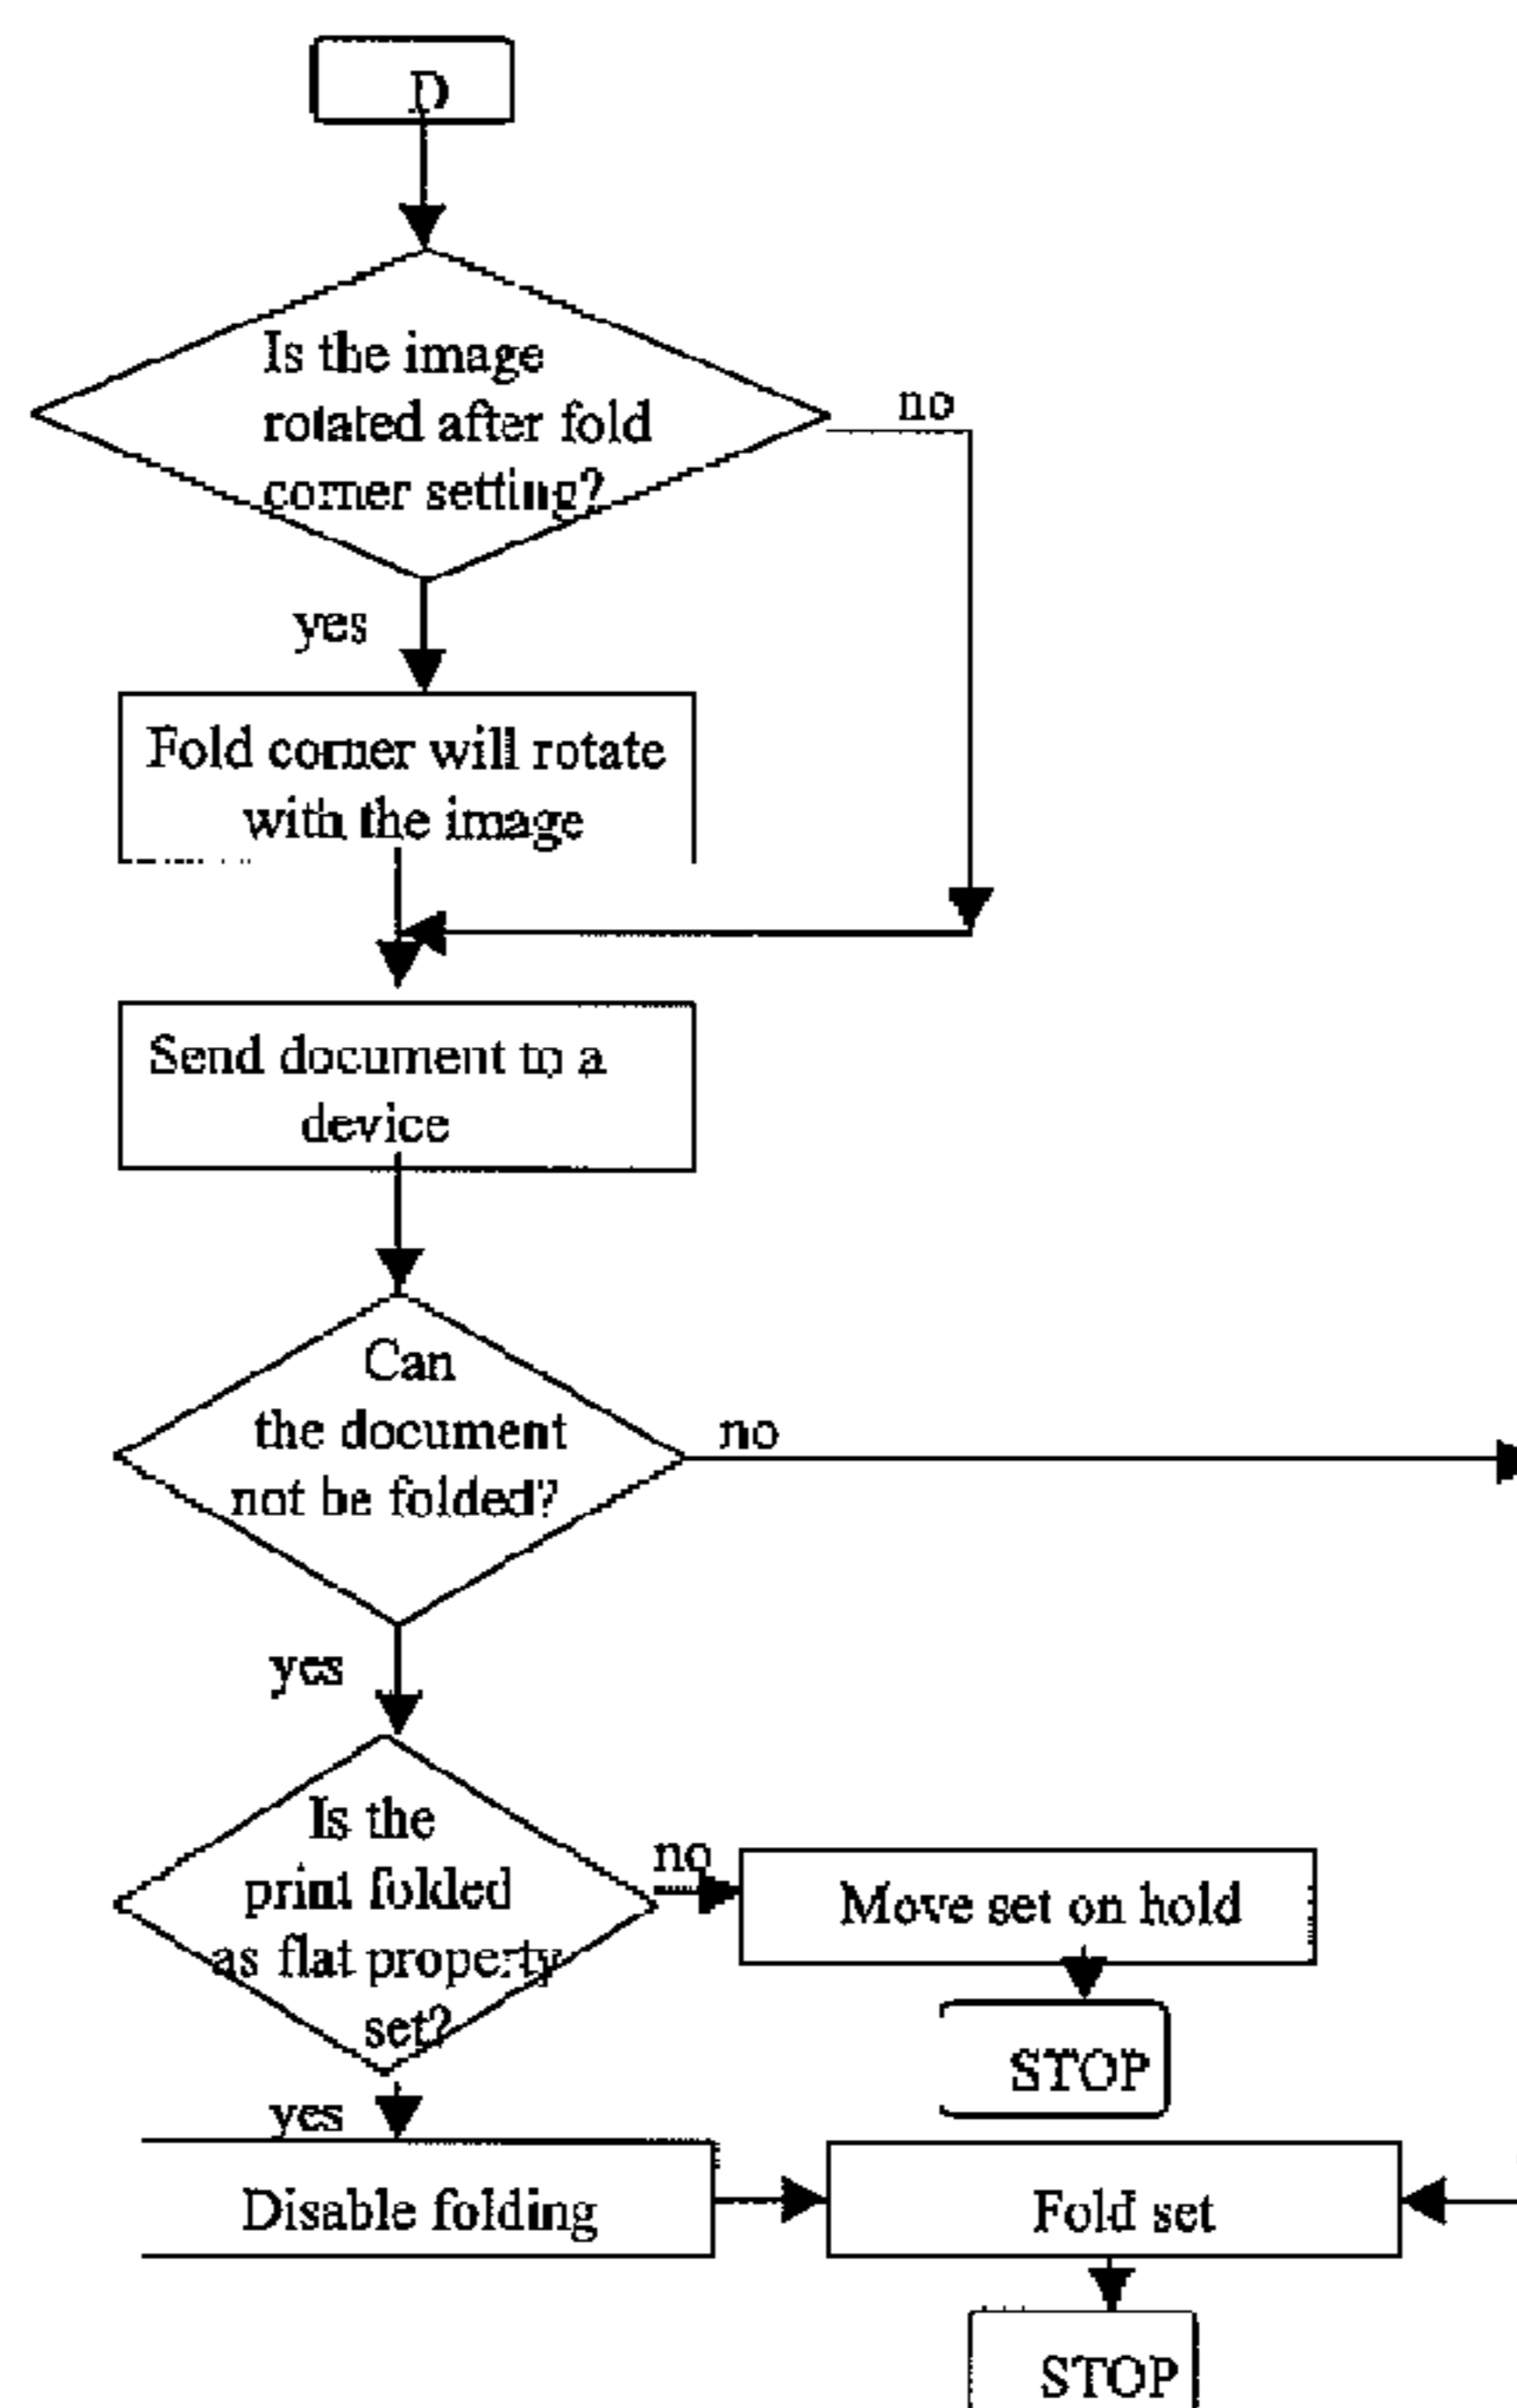 D
Is the image
rotated after fold
corner setting?
no
yes
Fold corner will rotate
with the image
Send document to a
device
Can
the document
not be folded?
no
yes
Is the
print folded
as flat property
set?
no
Move set on hold
STOP
yes
Disable folding
Fold set
STOP